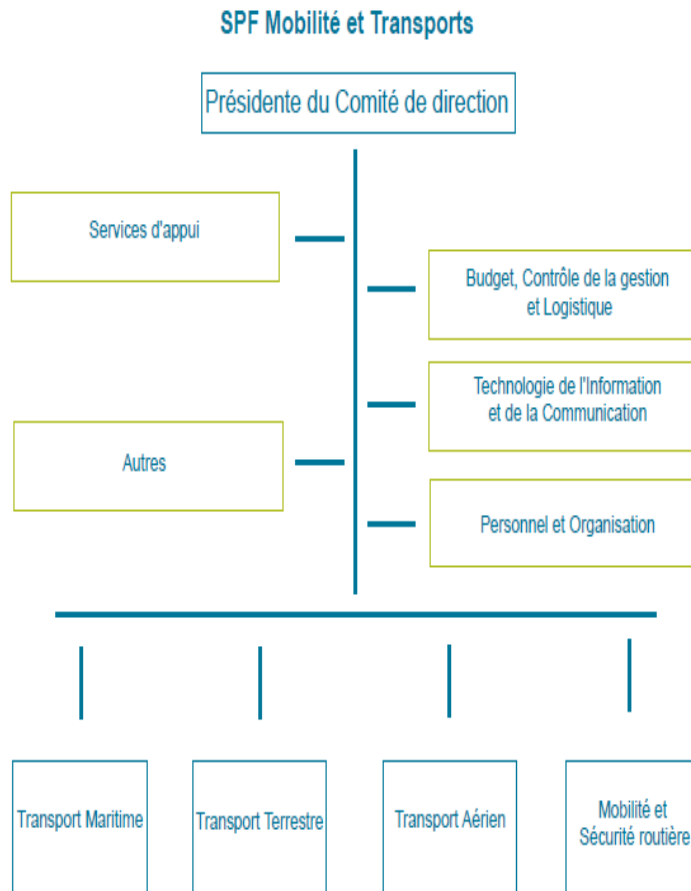 SPF Mobilité et Transports
Présidente du Comité de direction
Services d'appui
Budget, Contrôle de la gestion
et Logistique
Technologie de l'Information
et de la Communication
Autres
Personnel et Organisation
Transport Maritime
Transport Terrestre
Transport Aérien
Mobilité et
Sécurité routière